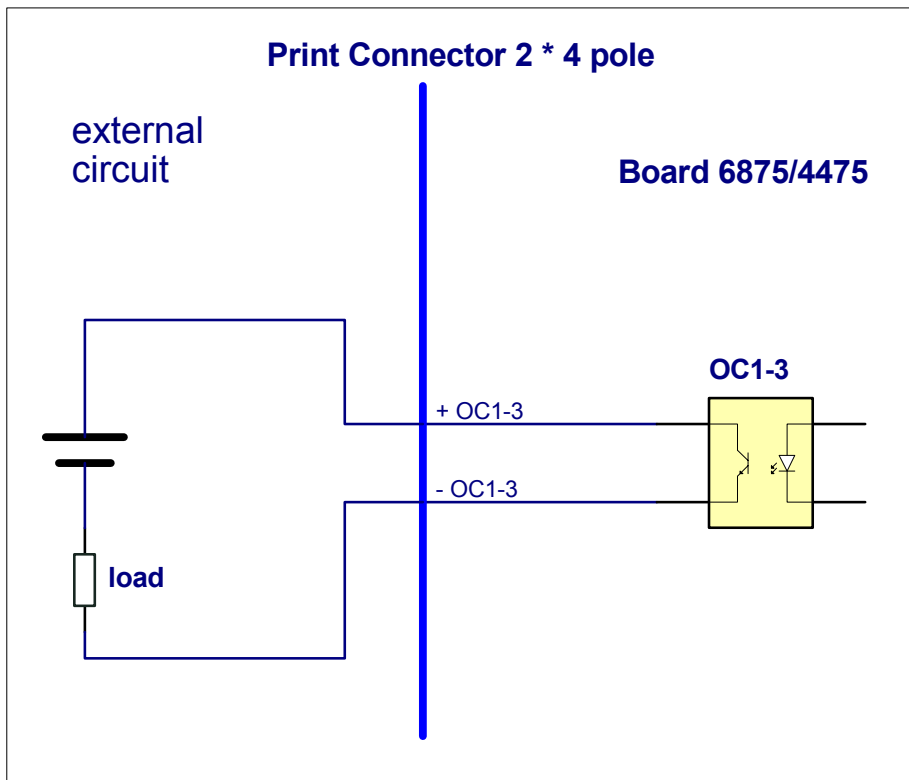 Print Connector 2 * 4 pole
external
circuit
Board 6875/4475
OC1-3
+ OC1-3
- OC1-3
load